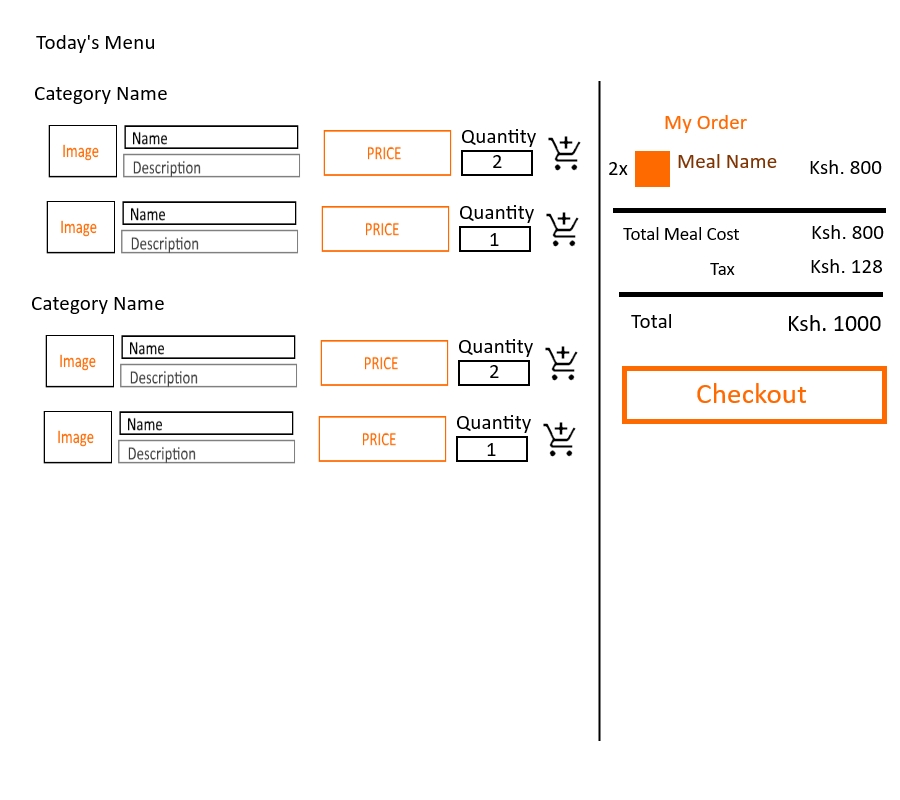 Today's Menu
Category Name
Image
Name
Description
PRICE
Quantity
2
Image
Name
Description
PRICE
Quantity
1
Category Name
Image
Name
Description
PRICE
Quantity
2
Image
Name
Description
PRICE
Quantity
1
My Order
2x Meal Name Ksh. 800
Total Meal Cost Ksh. 800
Tax Ksh. 128
Total Ksh. 1000
Checkout